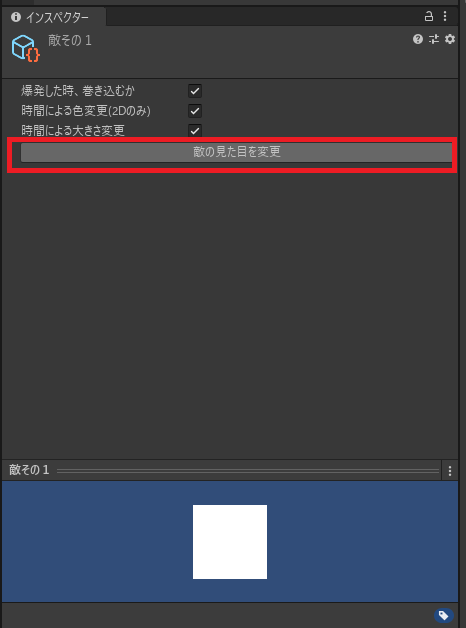 インスペクター
敵その１
爆発した時、巻き込むか
時間による色変更(2Dのみ)
時間による大きさ変更
敵の見た目を変更
敵その１